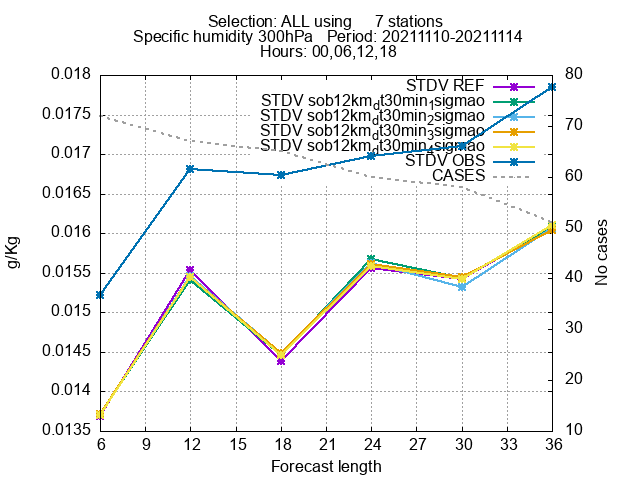 Selection: ALL using 7 stations
Specific humidity 300hPa Period: 20211110-20211114
Hours: 00,06,12,18
0.018
0.0175
0.017
0.0165
0.016
0.0155
0.015
0.0145
0.014
0.0135
g/Kg
STDV REF
STDV sob12km_dt30min_1sigmao
STDV sob12km_dt30min_2sigmao
STDV sob12km_dt30min_3sigmao
STDV sob12km_dt30min_4sigmao
STDV OBS
CASES
80
70
60
50
40
30
20
10
No cases
6 9 12 15 18 21 24 27 30 33 36
Forecast length